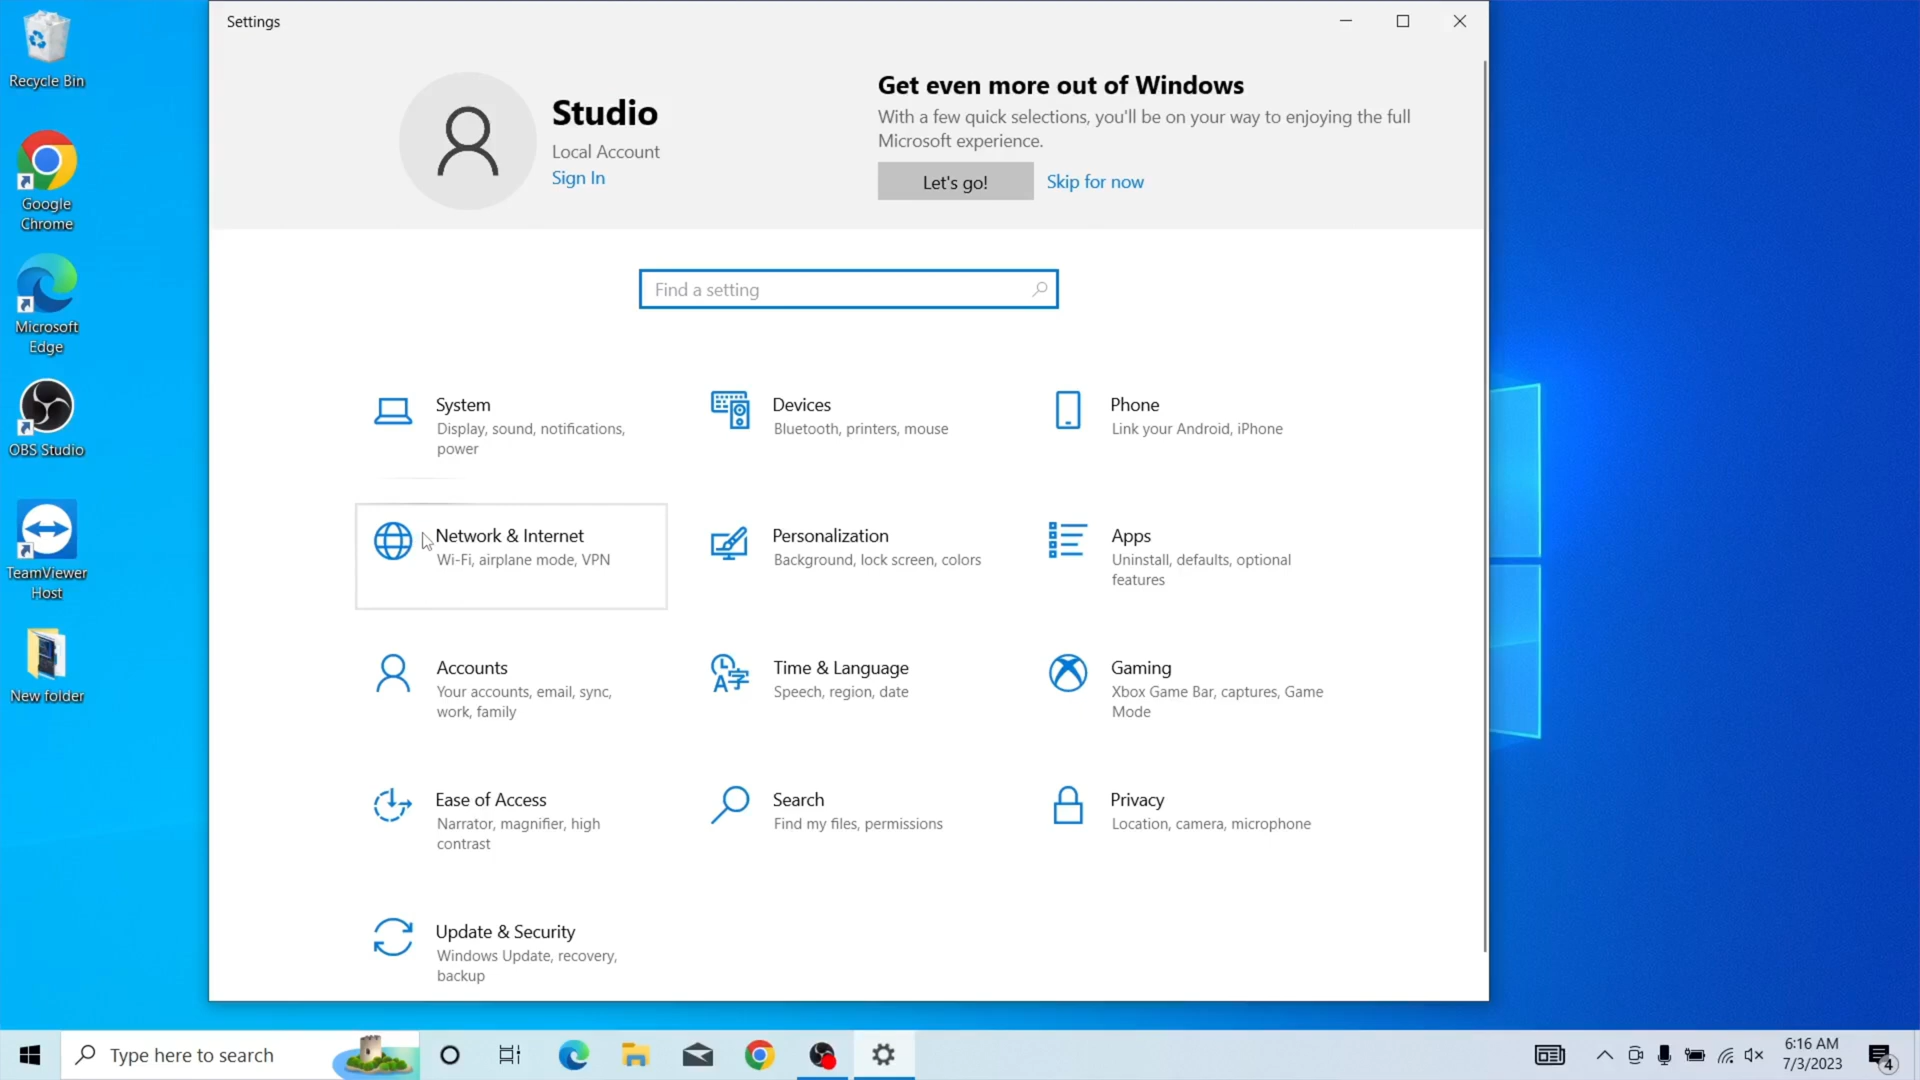 Settings
Recycle Bin
Google
Chrome
Microsoft
Edge
OBS Studio
TeamViewer
Host
New folder
Studio
Local Account
Sign In
Get even more out of Windows
With a few quick selections, you'll be on your way to enjoying the full
Microsoft experience.
Let's go!
Skip for now
Find a setting
System
Display, sound, notifications,
power
Devices
Bluetooth, printers, mouse
Phone
Link your Android, iPhone
Network & Internet
Wi-Fi, airplane mode, VPN
Personalization
Background, lock screen, colors
Apps
Uninstall, defaults, optional
features
Accounts
Your accounts, email, sync,
work, family
Time & Language
Speech, region, date
Gaming
Xbox Game Bar, captures, Game
Mode
Ease of Access
Narrator, magnifier, high
contrast
Search
Find my files, permissions
Privacy
Location, camera, microphone
Update & Security
Windows Update, recovery,
backup
Type here to search
6:16 AM
7/3/2023
4